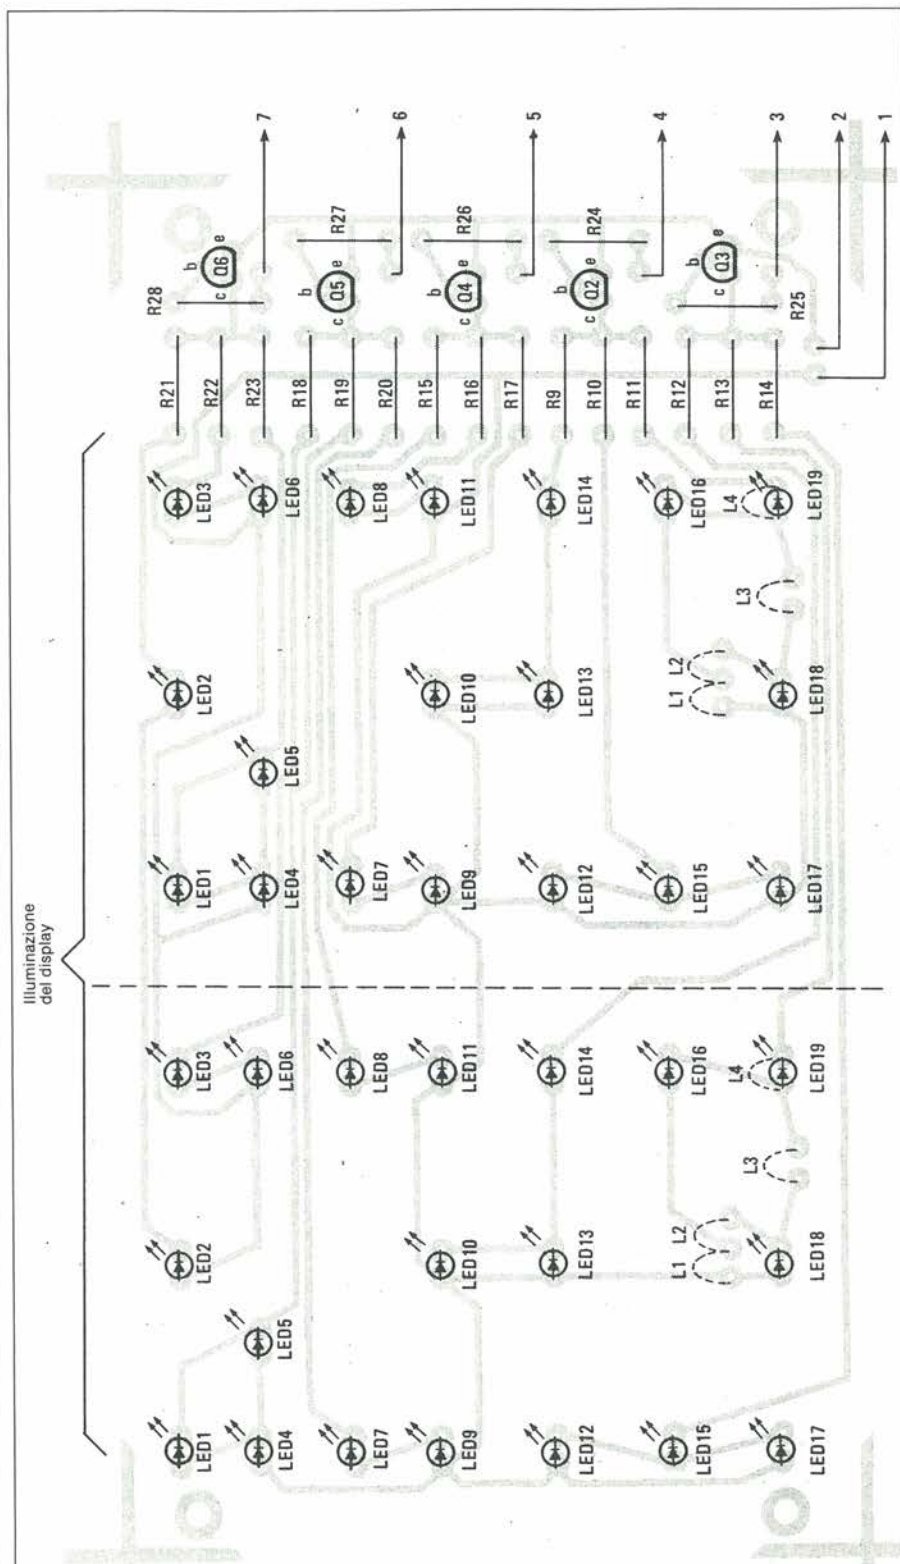 Illuminazione
del display
7
6
5
4
3
2
1
R28
b
Q6
e
c
R27
b
Q5
e
c
R26
b
Q4
e
c
R24
b
Q2
e
c
Q3
b
e
c
R25
R21
R22
R23
R18
R19
R20
R15
R16
R17
R9
R10
R11
R12
R13
R14
LED3
LED6
LED8
LED11
LED14
LED16
L4
LED19
L3
LED2
LED10
LED13
L2
L1
LED18
LED5
LED1
LED4
LED7
LED9
LED12
LED15
LED17
LED3
LED6
LED8
LED11
LED14
LED16
L4
LED19
L3
LED2
LED10
LED13
L2
L1
LED18
LED5
LED1
LED4
LED7
LED9
LED12
LED15
LED17